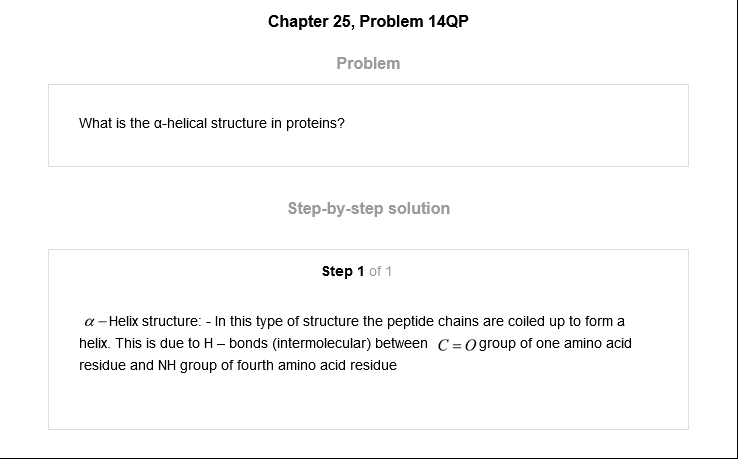 Chapter 25, Problem 14QP
Problem
What is the α-helical structure in proteins?
Step-by-step solution
Step 1 of 1
α – Helix structure: - In this type of structure the peptide chains are coiled up to form a
helix. This is due to H – bonds (intermolecular) between C = O group of one amino acid
residue and NH group of fourth amino acid residue